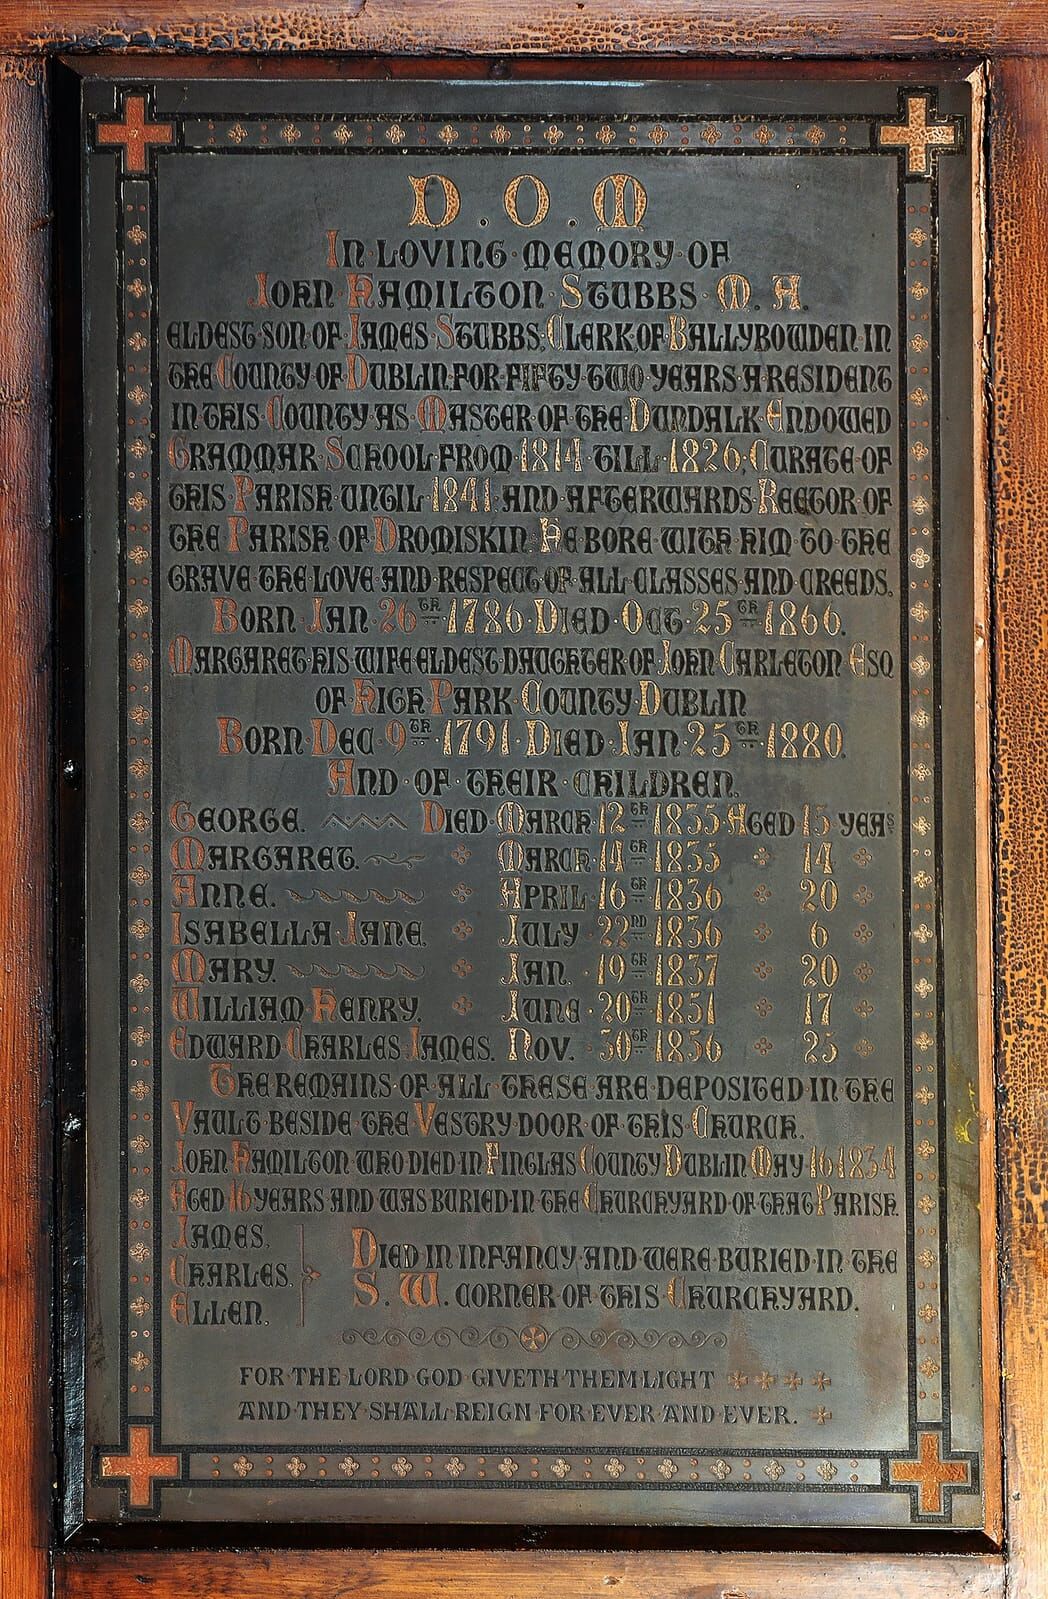 D. O. M
IN LOVING MEMORY OF
JOHN HAMILTON STUBBS M. A.
ELDEST SON OF JAMES STUBBS, CLERK, OF BALLYBOWDEN IN
THE COUNTY OF DUBLIN, FOR FIFTY TWO YEARS A RESIDENT
IN THIS COUNTY AS MASTER OF THE DUNDALK ENDOWED
GRAMMAR SCHOOL FROM 1814 TILL 1826, CURATE OF
THIS PARISH UNTIL 1841 AND AFTERWARDS RECTOR OF
THE PARISH OF DROMISKIN. HE BORE WITH HIM TO THE
GRAVE THE LOVE AND RESPECT OF ALL CLASSES AND CREEDS.
BORN JAN 26TH 1786 DIED OCT 25TH 1866.
MARGARET HIS WIFE ELDEST DAUGHTER OF JOHN CARLETON ESQ
OF HIGH PARK COUNTY DUBLIN
BORN DEC 9TH 1791 DIED JAN 25TH 1880.
AND OF THEIR CHILDREN.
GEORGE. DIED MARCH 12TH 1835 AGED 15 YEAS
MARGARET. MARCH 14TH 1835 14
ANNE. APRIL 16TH 1836 20
ISABELLA JANE. JULY 22RD 1836 6
MARY. JAN. 19TH 1837 20
WILLIAM HENRY. JUNE 20TH 1851 17
EDWARD CHARLES JAMES. NOV. 30TH 1856 25
THE REMAINS OF ALL THESE ARE DEPOSITED IN THE
VAULT BESIDE THE VESTRY DOOR OF THIS CHURCH.
JOHN HAMILTON WHO DIED IN FINGLAS COUNTY DUBLIN MAY 16 1834
AGED 16 YEARS AND WAS BURIED IN THE CHURCHYARD OF THAT PARISH.
JAMES.
CHARLES.
ELLEN.
DIED IN INFANCY AND WERE BURIED IN THE
S. W. CORNER OF THIS CHURCHYARD.
FOR THE LORD GOD GIVETH THEM LIGHT
AND THEY SHALL REIGN FOR EVER AND EVER.